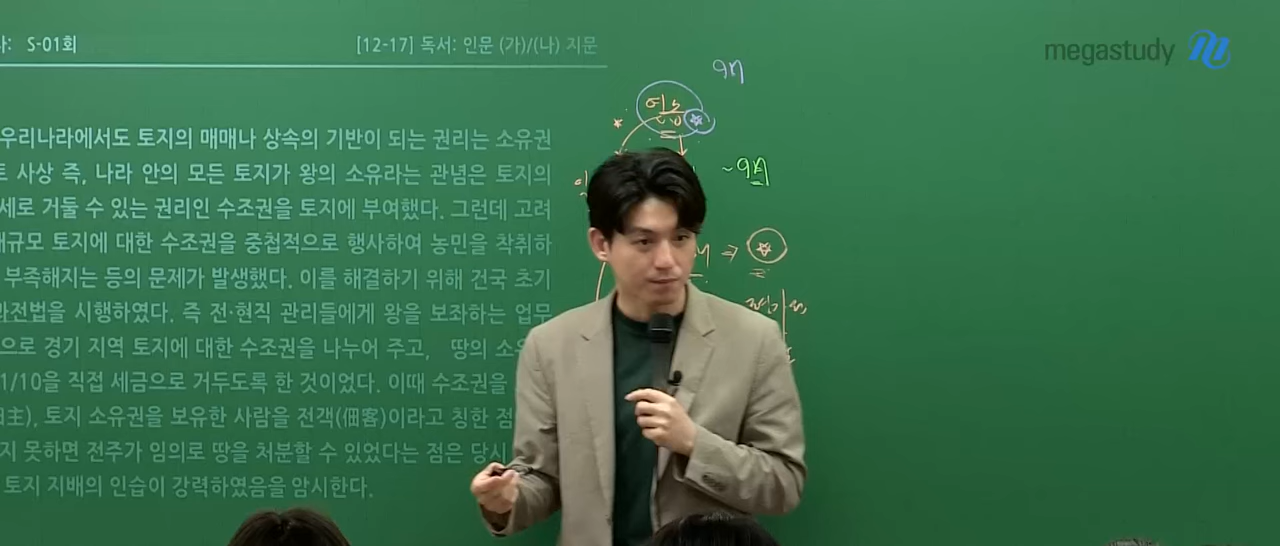 사: S-01회
[12-17] 독서: 인문 (가)/(나) 지문
megastudy
우리나라에서도 토지의 매매나 상속의 기반이 되는 권리는 소유권
토 사상 즉, 나라 안의 모든 토지가 왕의 소유라는 관념은 토지의
세로 거둘 수 있는 권리인 수조권을 토지에 부여했다. 그런데 고려
대규모 토지에 대한 수조권을 중첩적으로 행사하여 농민을 착취하
부족해지는 등의 문제가 발생했다. 이를 해결하기 위해 건국 초기
과전법을 시행하였다. 즉 전·현직 관리들에게 왕을 보좌하는 업무
으로 경기 지역 토지에 대한 수조권을 나누어 주고, 땅의 소유
1/10을 직접 세금으로 거두도록 한 것이었다. 이때 수조권을
主), 토지 소유권을 보유한 사람을 전객(佃客)이라고 칭한 점
지 못하면 전주가 임의로 땅을 처분할 수 있었다는 점은 당시
토지 지배의 인습이 강력하였음을 암시한다.